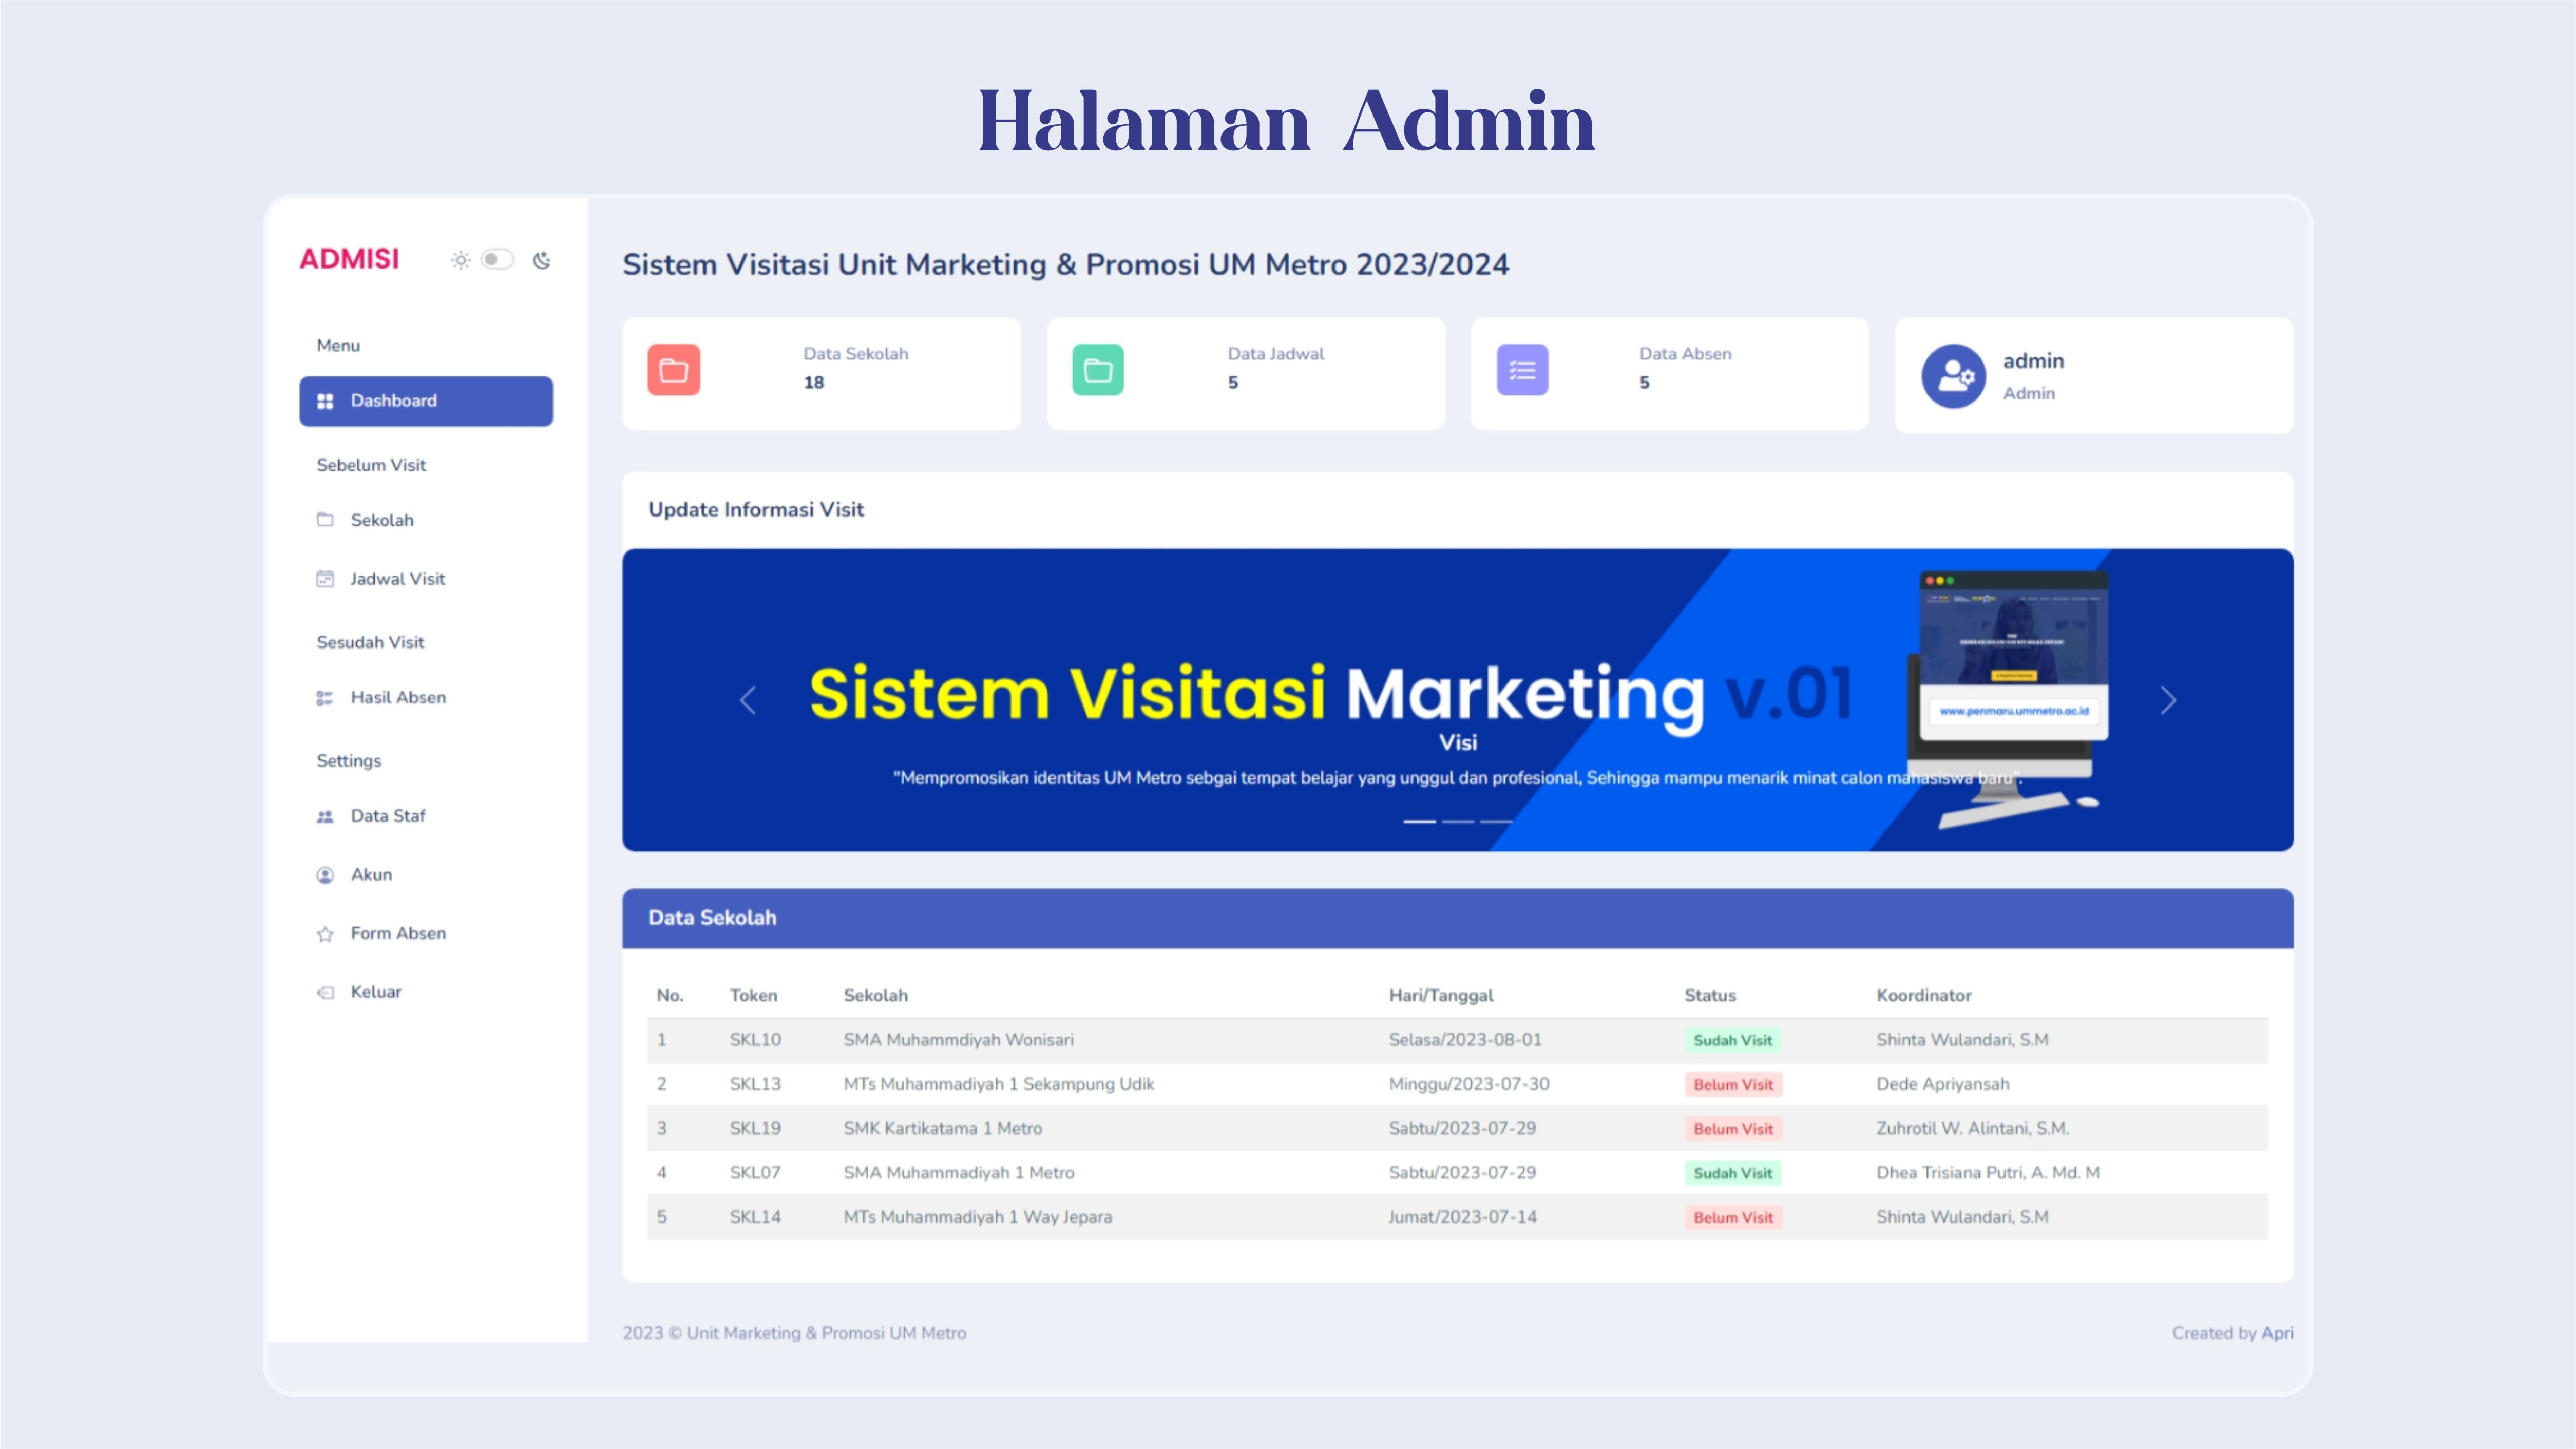 Halaman Admin
ADMISI
Menu
Dashboard
Sebelum Visit
Sekolah
Jadwal Visit
Sesudah Visit
Hasil Absen
Settings
Data Staf
Akun
Form Absen
Keluar
Sistem Visitasi Unit Marketing & Promosi UM Metro 2023/2024
Data Sekolah
18
Data Jadwal
5
Data Absen
5
admin
Admin
Update Informasi Visit
Sistem Visitasi Marketing v.01
Visi
"Mempromosikan identitas UM Metro sebgai tempat belajar yang unggul dan profesional, Sehingga mampu menarik minat calon mahasiswa baru".
www.penmaru.ummetro.ac.id
Data Sekolah
No. Token Sekolah Hari/Tanggal Status Koordinator
1 SKL10 SMA Muhammdiyah Wonisari Selasa/2023-08-01 Sudah Visit Shinta Wulandari, S.M
2 SKL13 MTs Muhammadiyah 1 Sekampung Udik Minggu/2023-07-30 Belum Visit Dede Apriyansah
3 SKL19 SMK Kartikatama 1 Metro Sabtu/2023-07-29 Belum Visit Zuhrotil W. Alintani, S.M.
4 SKL07 SMA Muhammadiyah 1 Metro Sabtu/2023-07-29 Sudah Visit Dhea Trisiana Putri, A. Md. M
5 SKL14 MTs Muhammadiyah 1 Way Jepara Jumat/2023-07-14 Belum Visit Shinta Wulandari, S.M
2023 © Unit Marketing & Promosi UM Metro
Created by Apri